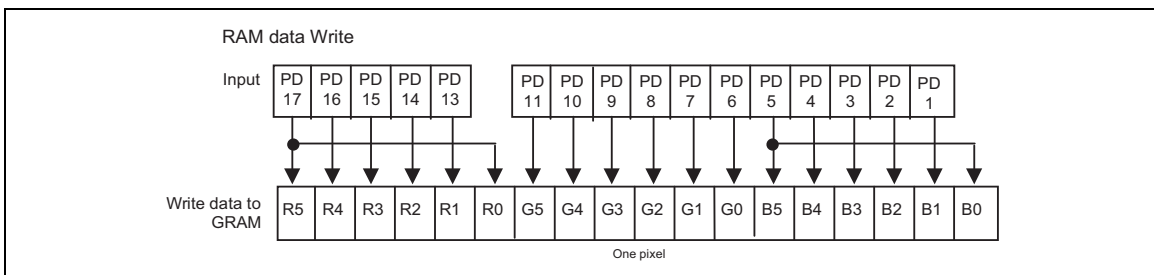 RAM data Write
Input PD PD PD PD PD PD PD PD PD PD PD PD PD PD PD PD
17 16 15 14 13 11 10 9 8 7 6 5 4 3 2 1
Write data to
GRAM
R5 R4 R3 R2 R1 R0 G5 G4 G3 G2 G1 G0 B5 B4 B3 B2 B1 B0
One pixel